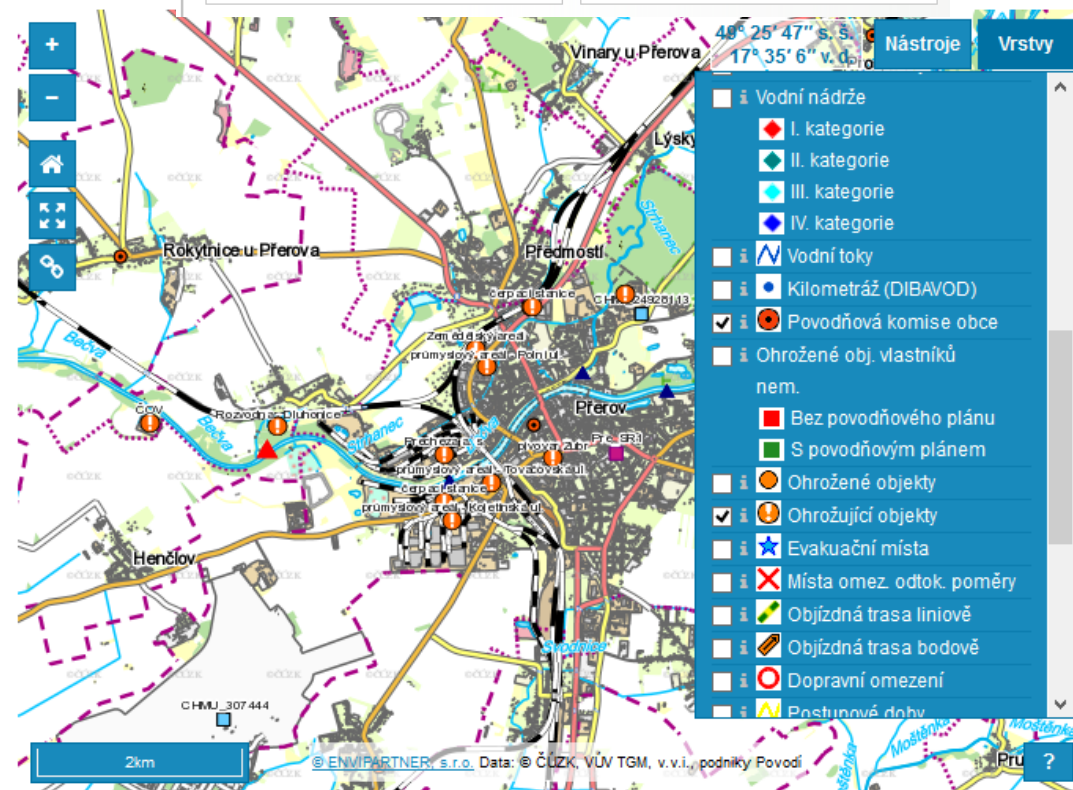 +
−
49° 25′ 47″ s. š.
17° 35′ 6″ v. d.
Nástroje
Vrstvy
Vodní nádrže
I. kategorie
II. kategorie
III. kategorie
IV. kategorie
Vodní toky
Kilometráž (DIBAVOD)
Povodňová komise obce
Ohrožené obj. vlastníků
nem.
Bez povodňového plánu
S povodňovým plánem
Ohrožené objekty
Ohrožující objekty
Evakuační místa
Místa omez. odtok. poměry
Objízdná trasa liniově
Objízdná trasa bodově
Dopravní omezení
Postupové doby
Vinary u Přerova
Lýsky
Strhanec
Rokytnice u Přerova
Předmostí
čerpací stanice
Zemědělský areál
průmyslový areál - Polní ul.
Bečva
ČOV
Rozvodna Dluhonice
Bečva
Strhanec
Přerov
pivovar Zubr
průmyslový areál - Tovačovská ul.
čerpací stanice
průmyslový areál - Kojetínská ul.
Henčlov
Svodnice
CHMU_307444
Moštěnka
Moštěnka
2km
© ENVIPARTNER, s.r.o. Data: © ČÚZK, VÚV TGM, v.v.i., podniky Povodí
?